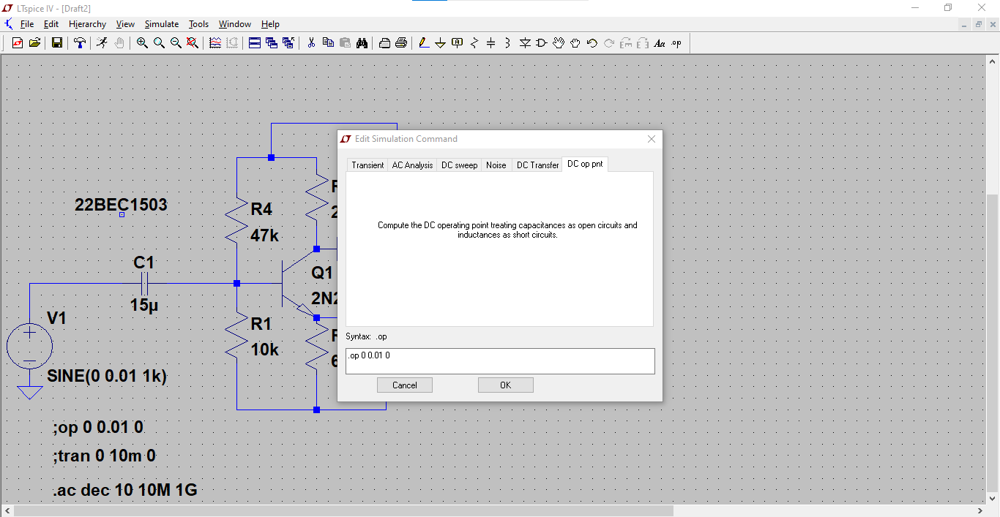 LTspice IV - [Draft2]
File Edit Hierarchy View Simulate Tools Window Help
Aa .op
Edit Simulation Command
Transient AC Analysis DC sweep Noise DC Transfer DC op pnt
Compute the DC operating point treating capacitances as open circuits and
inductances as short circuits.
Syntax: .op
.op 0 0.01 0
Cancel OK
22BEC1503
R4
47k
C1
15µ
Q1
2N2
R1
10k
V1
SINE(0 0.01 1k)
;op 0 0.01 0
;tran 0 10m 0
.ac dec 10 10M 1G